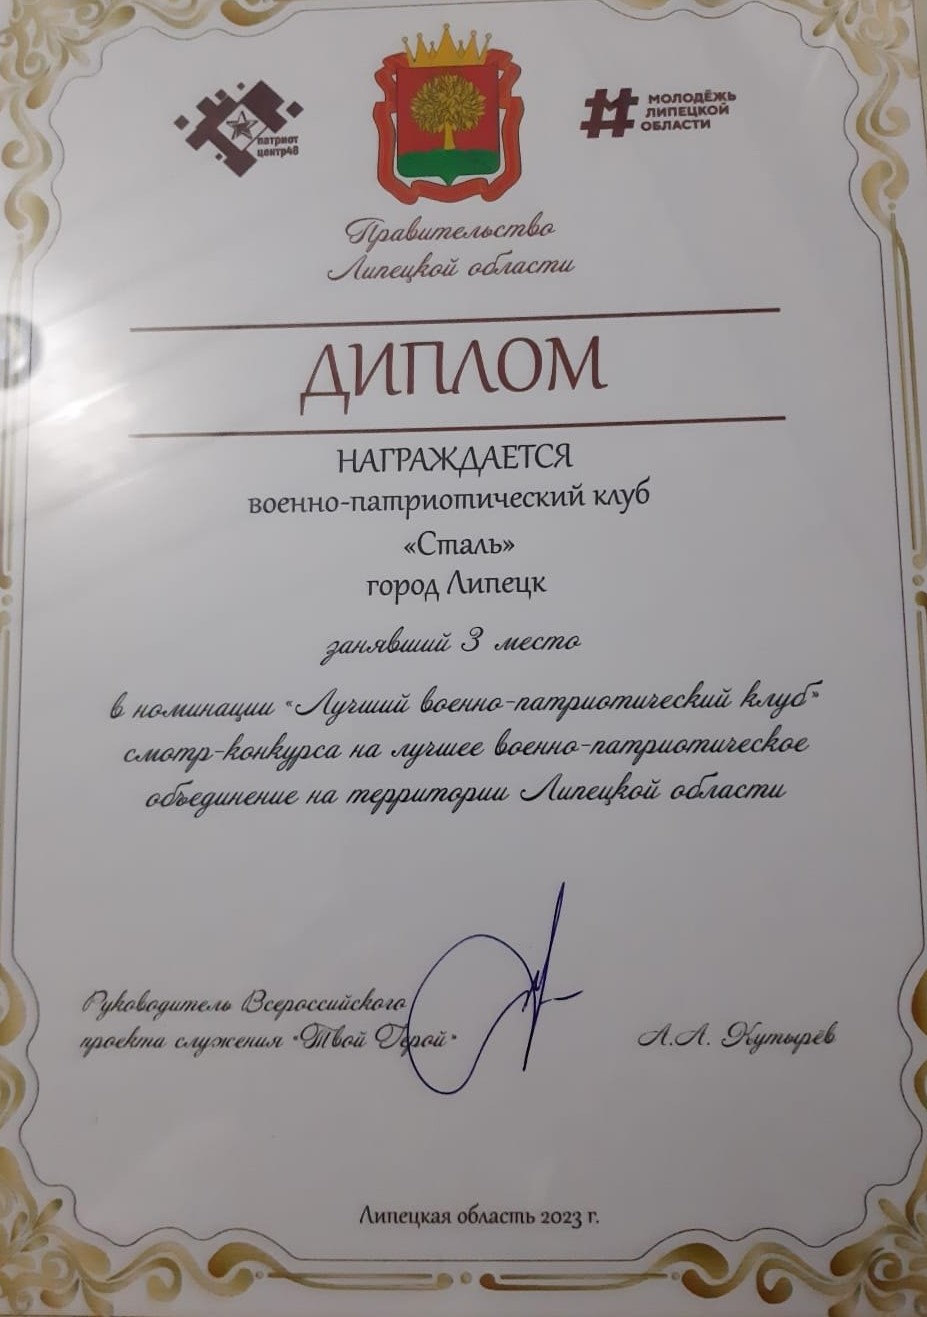 патриот
центр48
МОЛОДЁЖЬ
ЛИПЕЦКОЙ
ОБЛАСТИ
Правительство
Липецкой области
ДИПЛОМ
НАГРАЖДАЕТСЯ
военно-патриотический клуб
«Сталь»
город Липецк
занявший 3 место
в номинации "Лучший военно-патриотический клуб"
смотр-конкурса на лучшее военно-патриотическое
объединение на территории Липецкой области
Руководитель Всероссийского
проекта служения "Твой Герой"
А.А. Кутырёв
Липецкая область 2023 г.